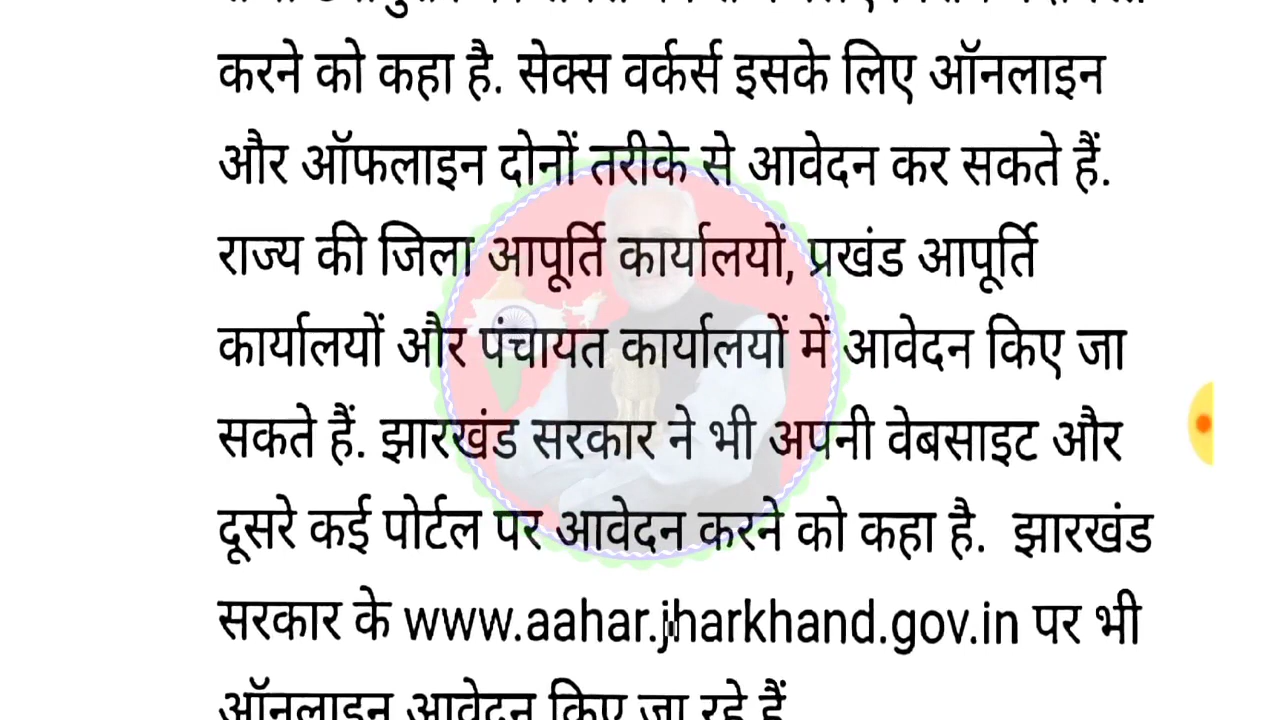 करने को कहा है. सेक्स वर्कर्स इसके लिए ऑनलाइन
और ऑफलाइन दोनों तरीके से आवेदन कर सकते हैं.
राज्य की जिला आपूर्ति कार्यालयों, प्रखंड आपूर्ति
कार्यालयों और पंचायत कार्यालयों में आवेदन किए जा
सकते हैं. झारखंड सरकार ने भी अपनी वेबसाइट और
दूसरे कई पोर्टल पर आवेदन करने को कहा है. झारखंड
सरकार के www.aahar.jharkhand.gov.in पर भी
ऑनलाइन आवेदन किए जा रहे हैं